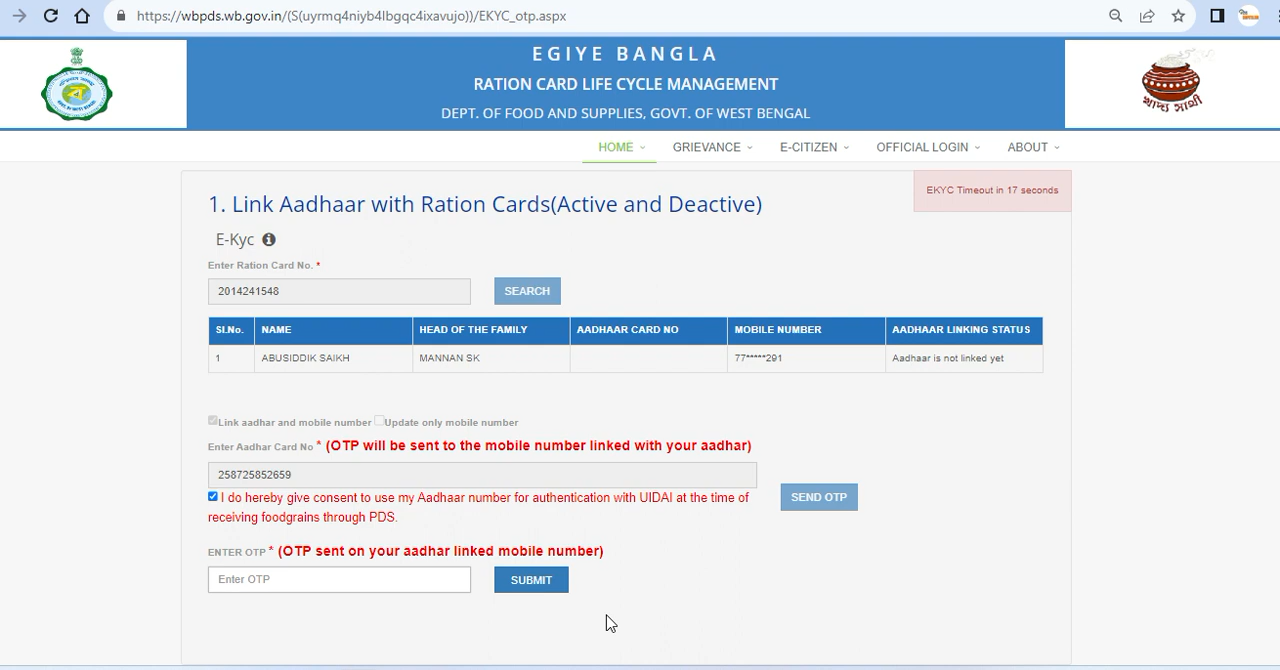 https://wbpds.wb.gov.in/(S(uyrmq4niyb4lbgqc4ixavujo))/EKYC_otp.aspx
EGIYE BANGLA
RATION CARD LIFE CYCLE MANAGEMENT
DEPT. OF FOOD AND SUPPLIES, GOVT. OF WEST BENGAL
খাদ্য সাথী
HOME GRIEVANCE E-CITIZEN OFFICIAL LOGIN ABOUT
EKYC Timeout in 17 seconds
1. Link Aadhaar with Ration Cards(Active and Deactive)
E-Kyc
Enter Ration Card No. *
2014241548 SEARCH
Sl.No. NAME HEAD OF THE FAMILY AADHAAR CARD NO MOBILE NUMBER AADHAAR LINKING STATUS
1 ABUSIDDIK SAIKH MANNAN SK 77*****291 Aadhaar is not linked yet
Link aadhar and mobile number Update only mobile number
Enter Aadhar Card No * (OTP will be sent to the mobile number linked with your aadhar)
258725852659
I do hereby give consent to use my Aadhaar number for authentication with UIDAI at the time of
receiving foodgrains through PDS.
SEND OTP
ENTER OTP * (OTP sent on your aadhar linked mobile number)
Enter OTP SUBMIT